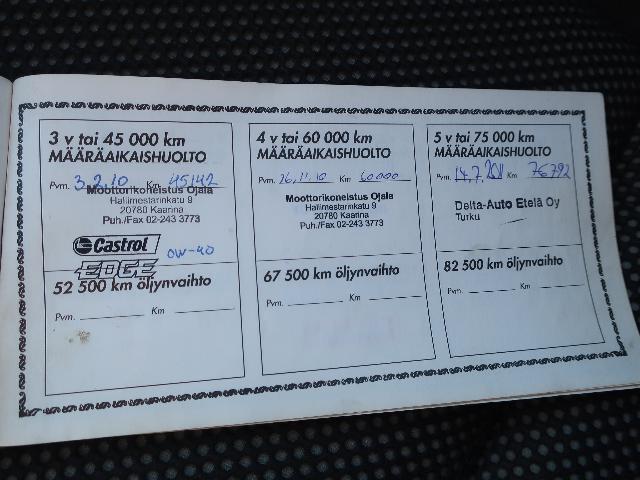 3 v tai 45 000 km
MÄÄRÄAIKAISHUOLTO
Pvm. 3.2.10 Km 45142
Moottorikoneistus Ojala
Hallimestarinkatu 9
20780 Kaarina
Puh./Fax 02-243 3773
Castrol
EDGE
0W-40
52 500 km öljynvaihto
Pvm. Km
4 v tai 60 000 km
MÄÄRÄAIKAISHUOLTO
Pvm. 26.11.10 Km 60000
Moottorikoneistus Ojala
Hallimestarinkatu 9
20780 Kaarina
Puh./Fax 02-243 3773
67 500 km öljynvaihto
Pvm. Km
5 v tai 75 000 km
MÄÄRÄAIKAISHUOLTO
Pvm. 14.7.2011 Km 76792
Delta-Auto Etelä Oy
Turku
82 500 km öljynvaihto
Pvm. Km